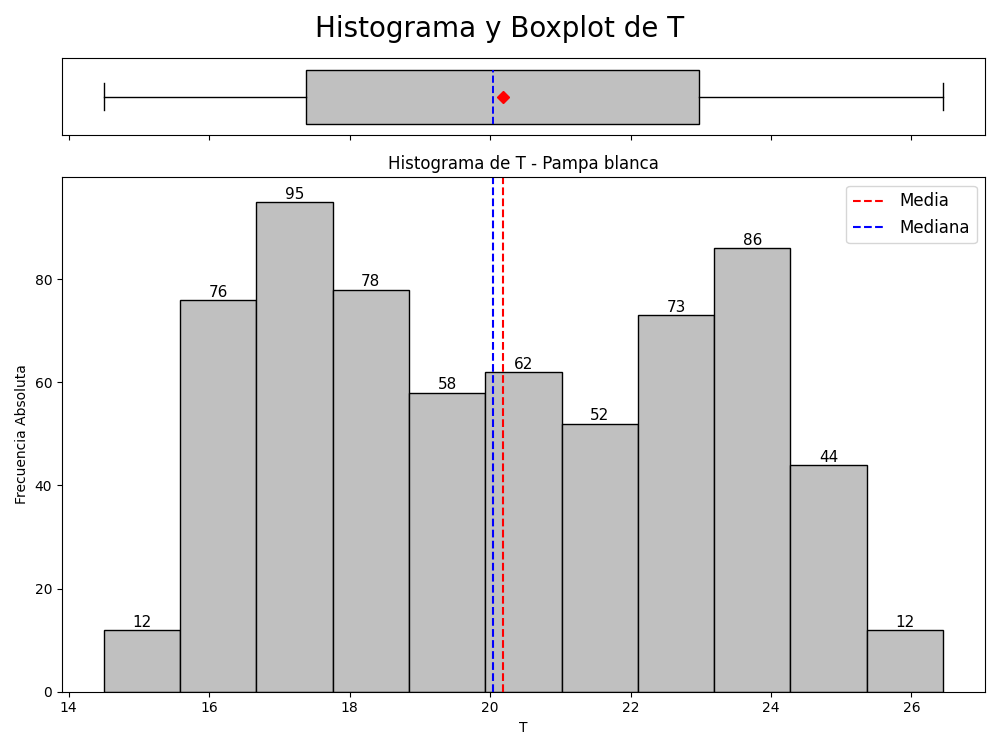 Histograma y Boxplot de T
Histograma de T - Pampa blanca
Media
Mediana
Frecuencia Absoluta
80
60
40
20
0
12
76
95
78
58
62
52
73
86
44
12
14 16 18 20 22 24 26
T